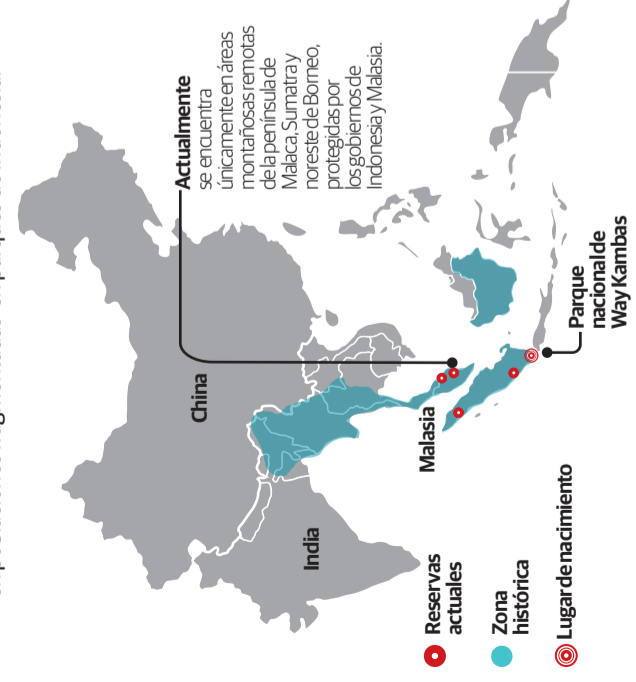 Actualmente
se encuentra
únicamente en áreas
montañosas remotas
de la península de
Malaca, Sumatra y
noreste de Borneo,
protegidas por
los gobiernos de
Indonesia y Malasia.
China
India
Malasia
Parque
nacional de
Way Kambas
Reservas
actuales
Zona
histórica
Lugar de nacimiento